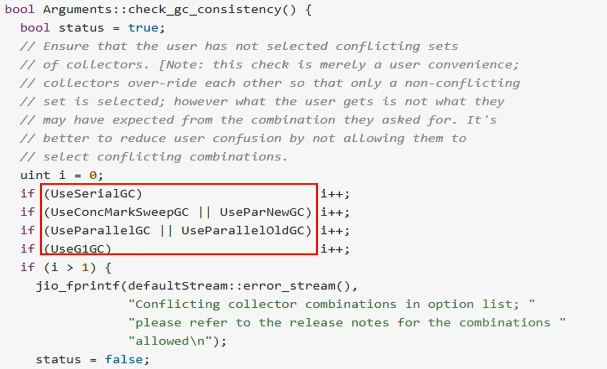 bool Arguments::check_gc_consistency() {
  bool status = true;
  // Ensure that the user has not selected conflicting sets
  // of collectors. [Note: this check is merely a user convenience;
  // collectors over-ride each other so that only a non-conflicting
  // set is selected; however what the user gets is not what they
  // may have expected from the combination they asked for. It's
  // better to reduce user confusion by not allowing them to
  // select conflicting combinations.
  uint i = 0;
  if (UseSerialGC)                       i++;
  if (UseConcMarkSweepGC || UseParNewGC) i++;
  if (UseParallelGC || UseParallelOldGC) i++;
  if (UseG1GC)                           i++;
  if (i > 1) {
    jio_fprintf(defaultStream::error_stream(),
                "Conflicting collector combinations in option list; "
                "please refer to the release notes for the combinations "
                "allowed\n");
    status = false;